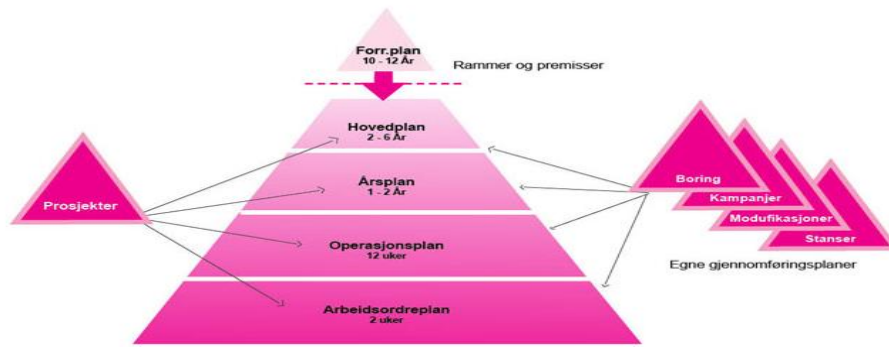 Forr.plan
10 - 12 År
Rammer og premisser
Hovedplan
2 - 6 År
Årsplan
1 - 2 År
Operasjonsplan
12 uker
Arbeidsordreplan
2 uker
Prosjekter
Boring
Kampanjer
Modufikasjoner
Stanser
Egne gjennomføringsplaner